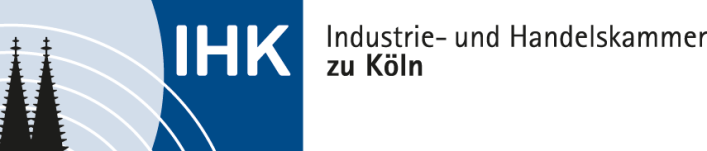 IHK
Industrie- und Handelskammer
zu Köln